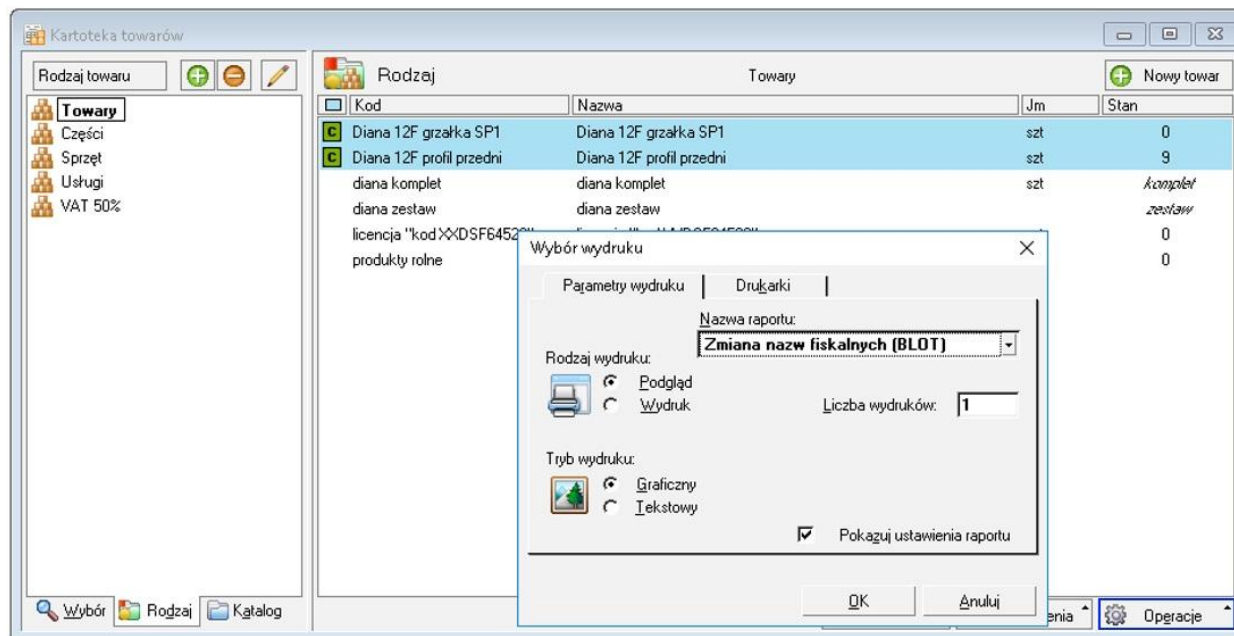 Kartoteka towarów
Rodzaj towaru
Rodzaj Towary Nowy towar
Kod Nazwa Jm Stan
Towary
Części
Sprzęt
Usługi
VAT 50%
C Diana 12F grzałka SP1 Diana 12F grzałka SP1 szt 0
C Diana 12F profil przedni Diana 12F profil przedni szt 9
diana komplet diana komplet szt komplet
diana zestaw diana zestaw zestaw
licencja "kod 0
produkty rolne 0
Wybór wydruku
Parametry wydruku Drukarki
Nazwa raportu:
Zmiana nazw fiskalnych (BLOT)
Rodzaj wydruku:
Podgląd
Wydruk
Liczba wydruków: 1
Tryb wydruku:
Graficzny
Tekstowy
Pokazuj ustawienia raportu
OK Anuluj
Wybór Rodzaj Katalog
enia Operacje